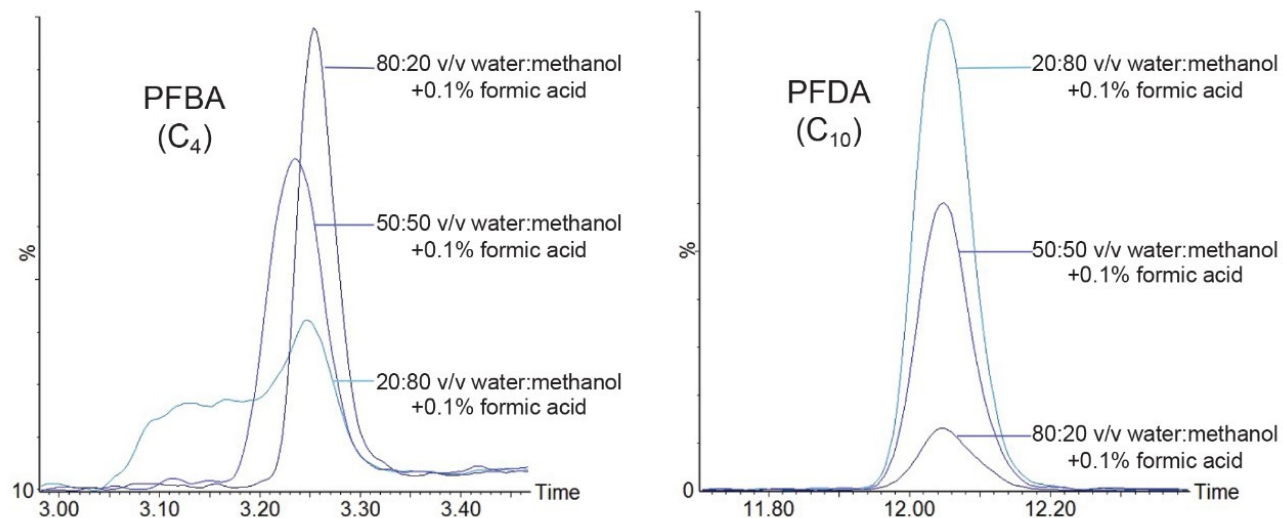 PFBA
(C₄)
80:20 v/v water:methanol
+0.1% formic acid
50:50 v/v water:methanol
+0.1% formic acid
20:80 v/v water:methanol
+0.1% formic acid
%
10
3.00 3.10 3.20 3.30 3.40
Time
PFDA
(C₁₀)
20:80 v/v water:methanol
+0.1% formic acid
50:50 v/v water:methanol
+0.1% formic acid
80:20 v/v water:methanol
+0.1% formic acid
%
0
11.80 12.00 12.20
Time